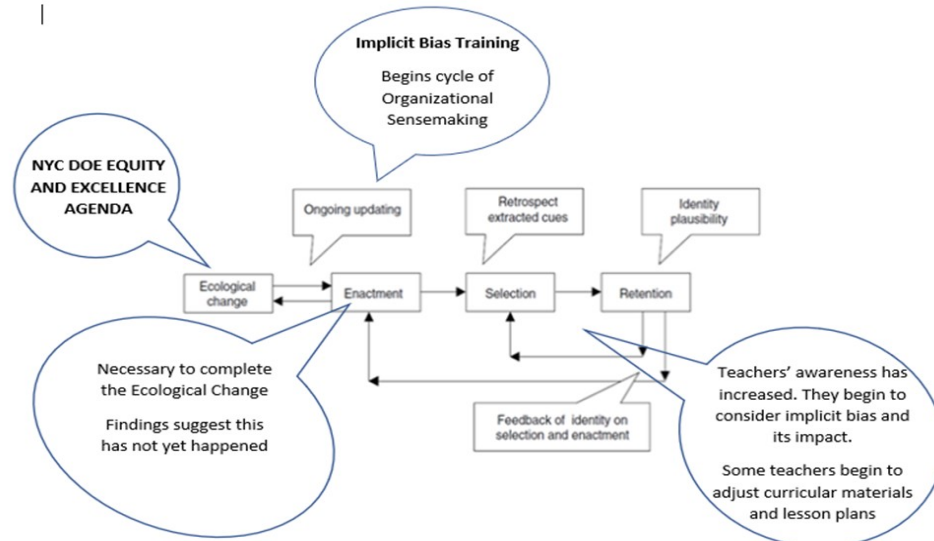 Implicit Bias Training
Begins cycle of
Organizational
Sensemaking
NYC DOE EQUITY
AND EXCELLENCE
AGENDA
Ongoing updating
Retrospect
extracted cues
Identity
plausibility
Ecological
change
Enactment
Selection
Retention
Necessary to complete
the Ecological Change
Findings suggest this
has not yet happened
Feedback of identity on
selection and enactment
Teachers’ awareness has
increased. They begin to
consider implicit bias and
its impact.
Some teachers begin to
adjust curricular materials
and lesson plans